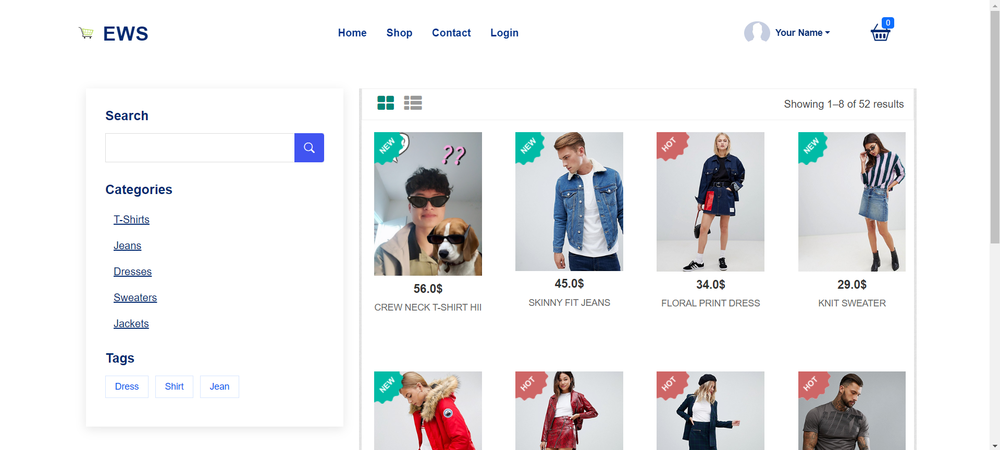 EWS
Home Shop Contact Login
Your Name
0
Search
Categories
T-Shirts
Jeans
Dresses
Sweaters
Jackets
Tags
Dress Shirt Jean
Showing 1–8 of 52 results
NEW
??
NEW
HOT
NEW
56.0$
CREW NECK T-SHIRT HII
45.0$
SKINNY FIT JEANS
34.0$
FLORAL PRINT DRESS
29.0$
KNIT SWEATER
NEW
HOT
HOT
HOT